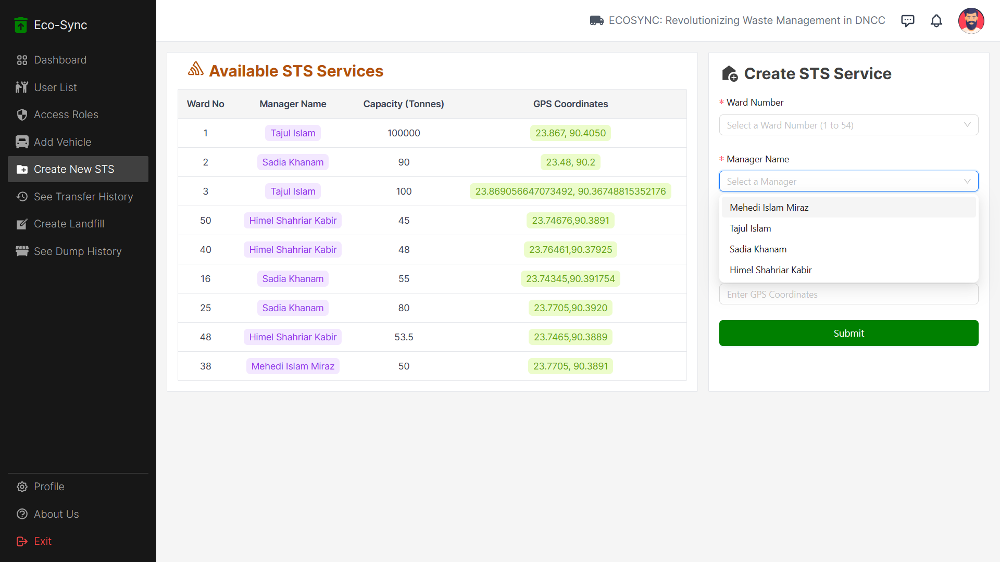 Eco-Sync
Dashboard
User List
Access Roles
Add Vehicle
Create New STS
See Transfer History
Create Landfill
See Dump History
Profile
About Us
Exit
ECOSYNC: Revolutionizing Waste Management in DNCC
Available STS Services
Ward No Manager Name Capacity (Tonnes) GPS Coordinates
1 Tajul Islam 100000 23.867, 90.4050
2 Sadia Khanam 90 23.48, 90.2
3 Tajul Islam 100 23.869056647073492, 90.36748815352176
50 Himel Shahriar Kabir 45 23.74676,90.3891
40 Himel Shahriar Kabir 48 23.76461,90.37925
16 Sadia Khanam 55 23.74345,90.391754
25 Sadia Khanam 80 23.7705,90.3920
48 Himel Shahriar Kabir 53.5 23.7465,90.3889
38 Mehedi Islam Miraz 50 23.7705, 90.3891
Create STS Service
* Ward Number
Select a Ward Number (1 to 54)
* Manager Name
Select a Manager
Mehedi Islam Miraz
Tajul Islam
Sadia Khanam
Himel Shahriar Kabir
Enter GPS Coordinates
Submit